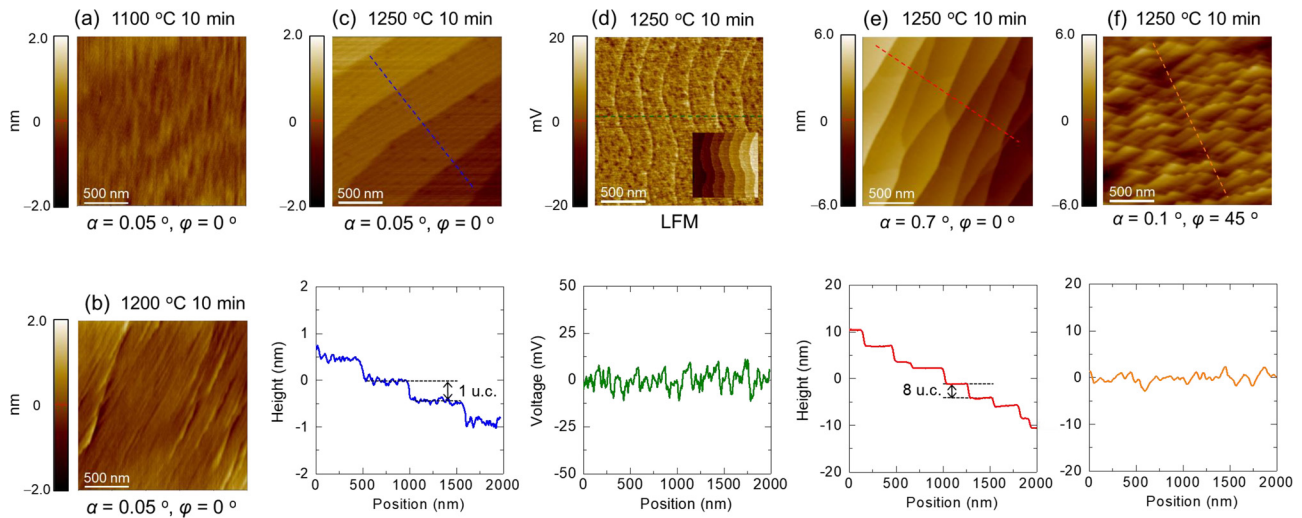 (a) 1100 °C 10 min
2.0
nm
0
−2.0
500 nm
α = 0.05 °, φ = 0 °
(b) 1200 °C 10 min
2.0
nm
0
−2.0
500 nm
α = 0.05 °, φ = 0 °
(c) 1250 °C 10 min
2.0
0
−2.0
500 nm
α = 0.05 °, φ = 0 °
2
1
0
-1
-2
Height (nm)
1 u.c.
0 500 1000 1500 2000
Position (nm)
(d) 1250 °C 10 min
20
mV
0
−20
500 nm
LFM
50
25
0
-25
-50
Voltage (mV)
0 500 1000 1500 2000
Position (nm)
(e) 1250 °C 10 min
6.0
nm
0
−6.0
500 nm
α = 0.7 °, φ = 0 °
20
10
0
-10
-20
Height (nm)
8 u.c.
0 500 1000 1500 2000
Position (nm)
(f) 1250 °C 10 min
6.0
0
−6.0
500 nm
α = 0.1 °, φ = 45 °
20
10
0
-10
-20
0 500 1000 1500 2000
Position (nm)